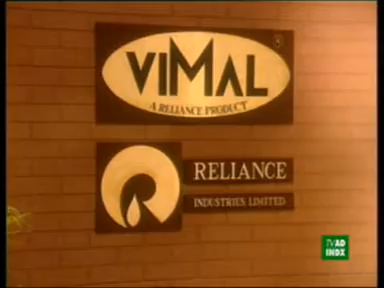 VIMAL
A RELIANCE PRODUCT
RELIANCE
INDUSTRIES LIMITED
TV AD
INDX